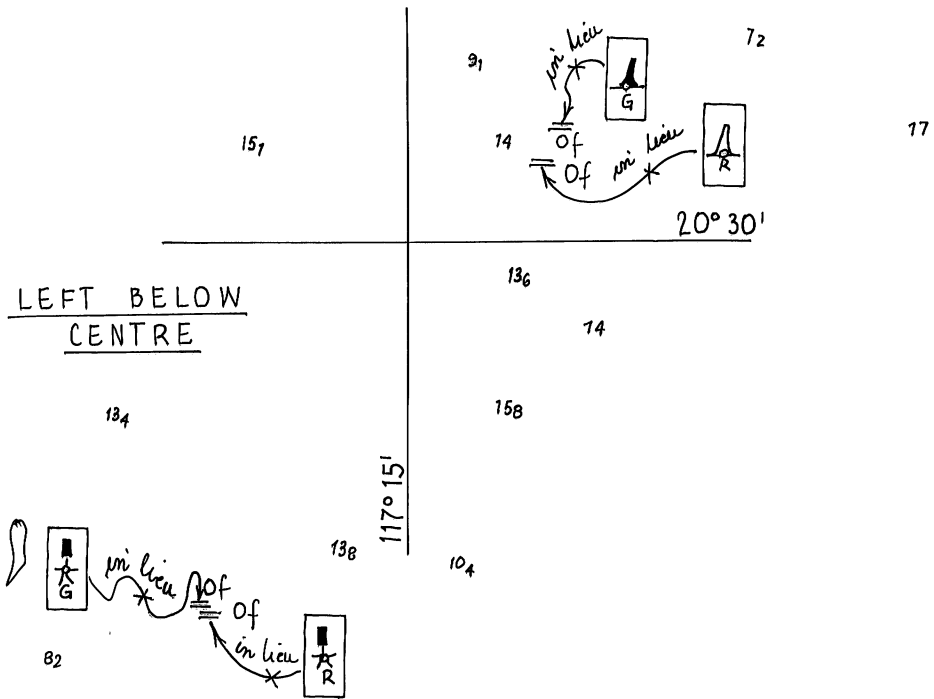 7₂
in lieu
9₁
G
17
14
Of
in lieu
15₁
Of
R
20° 30'
13₆
LEFT BELOW
CENTRE
14
15₈
13₄
117° 15'
13₈
10₄
in lieu
G
Of
Of
in lieu
8₂
R